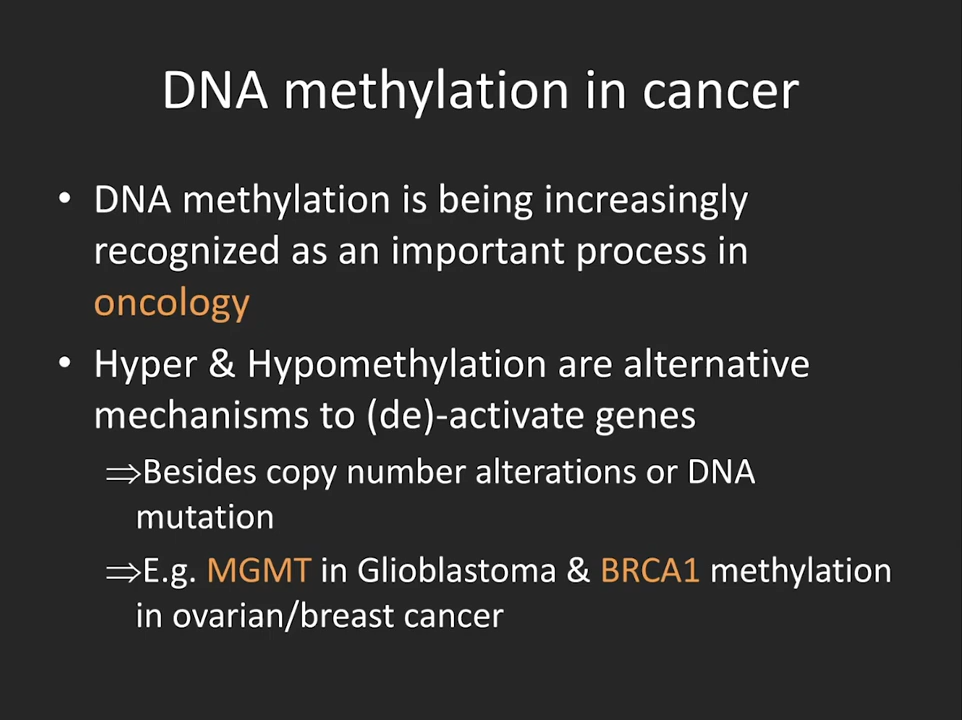 DNA methylation in cancer
• DNA methylation is being increasingly
recognized as an important process in
oncology
• Hyper & Hypomethylation are alternative
mechanisms to (de)-activate genes
⇒Besides copy number alterations or DNA
mutation
⇒E.g. MGMT in Glioblastoma & BRCA1 methylation
in ovarian/breast cancer